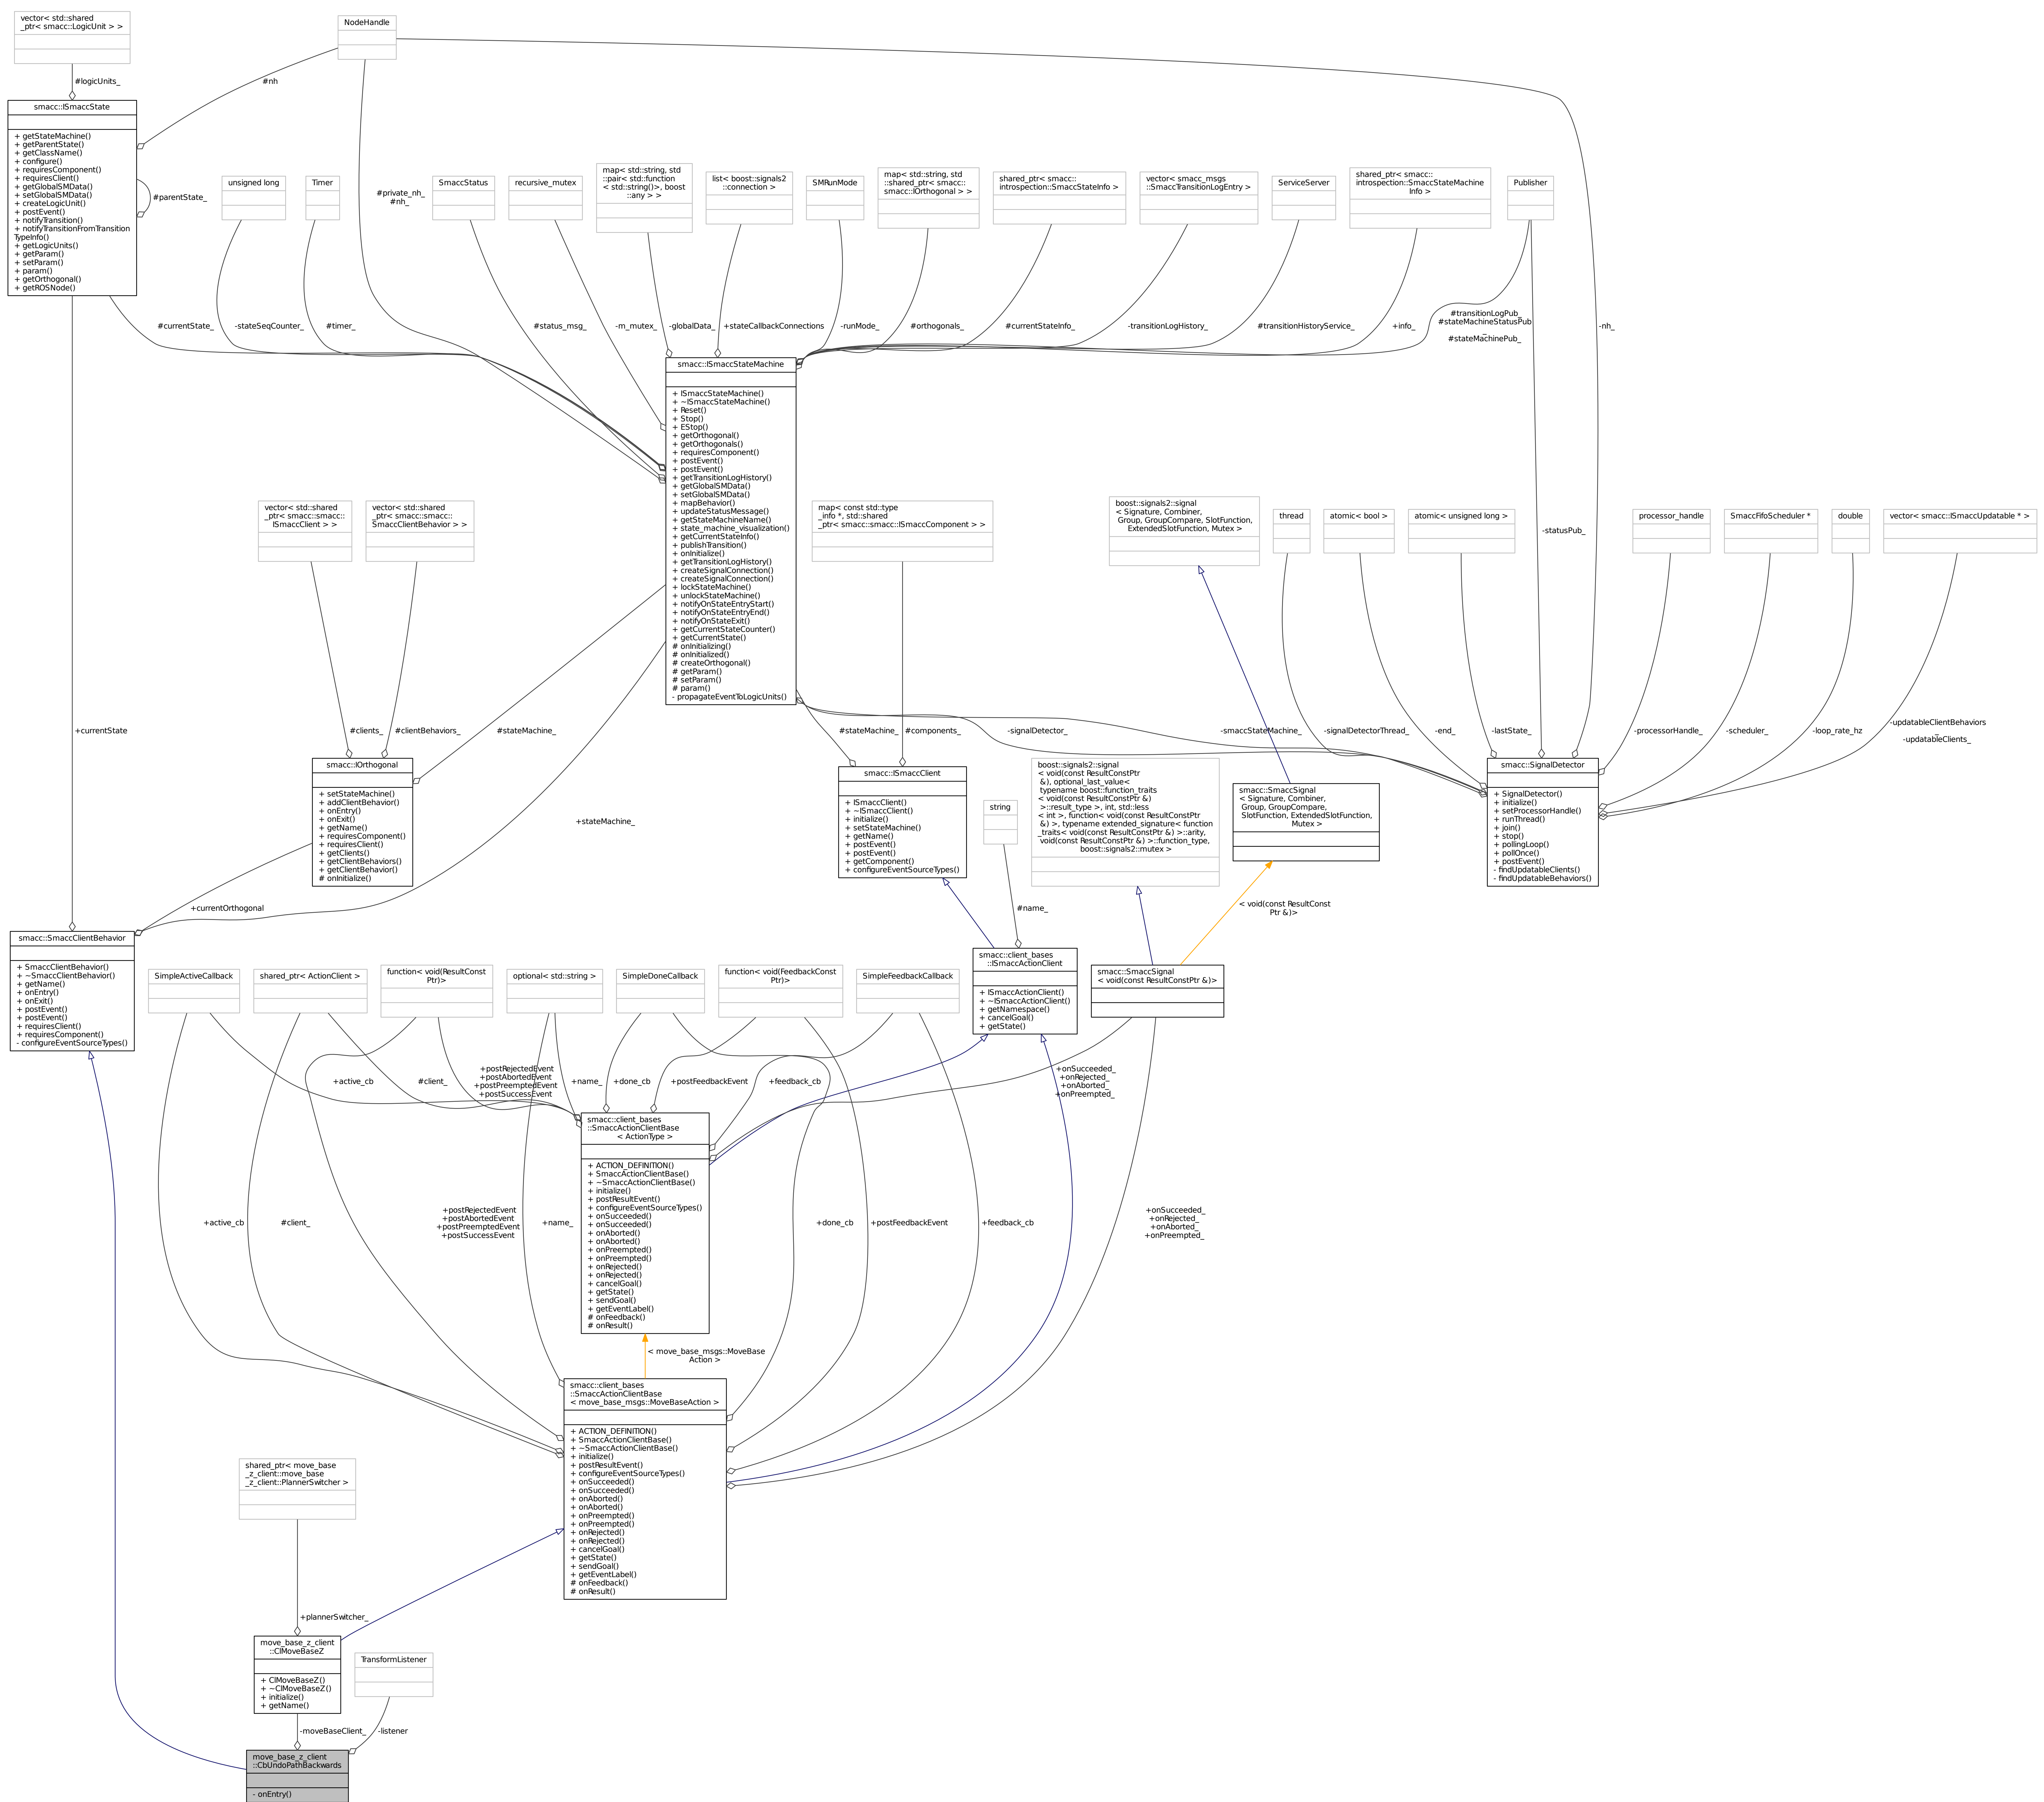 vector< std::shared
_ptr< smacc::LogicUnit > >
NodeHandle
#logicUnits_
#nh
smacc::ISmaccState
+ getStateMachine()
+ getParentState()
+ getClassName()
+ configure()
+ requiresComponent()
+ requiresClient()
+ getGlobalSMData()
+ setGlobalSMData()
+ createLogicUnit()
+ postEvent()
+ notifyTransition()
+ notifyTransitionFromTransition
TypeInfo()
+ getLogicUnits()
+ getParam()
+ setParam()
+ param()
+ getOrthogonal()
+ getROSNode()
#parentState_
unsigned long
Timer
#private_nh_
#nh_
SmaccStatus
recursive_mutex
map< std::string, std
::pair< std::function
< std::string()>, boost
::any > >
list< boost::signals2
::connection >
SMRunMode
map< std::string, std
::shared_ptr< smacc::
smacc::IOrthogonal > >
shared_ptr< smacc::
introspection::SmaccStateInfo >
vector< smacc_msgs
::SmaccTransitionLogEntry >
ServiceServer
shared_ptr< smacc::
introspection::SmaccStateMachine
Info >
Publisher
#currentState_
-stateSeqCounter_
#timer_
#status_msg_
-m_mutex_
-globalData_
+stateCallbackConnections
-runMode_
#orthogonals_
#currentStateInfo_
-transitionLogHistory_
#transitionHistoryService_
+info_
#transitionLogPub_
#stateMachineStatusPub
_
#stateMachinePub_
-nh_
smacc::ISmaccStateMachine
+ ISmaccStateMachine()
+ ~ISmaccStateMachine()
+ Reset()
+ Stop()
+ EStop()
+ getOrthogonal()
+ getOrthogonals()
+ requiresComponent()
+ postEvent()
+ postEvent()
+ getTransitionLogHistory()
+ getGlobalSMData()
+ setGlobalSMData()
+ mapBehavior()
+ updateStatusMessage()
+ getStateMachineName()
+ state_machine_visualization()
+ getCurrentStateInfo()
+ publishTransition()
+ onInitialize()
+ getTransitionLogHistory()
+ createSignalConnection()
+ createSignalConnection()
+ lockStateMachine()
+ unlockStateMachine()
+ notifyOnStateEntryStart()
+ notifyOnStateEntryEnd()
+ notifyOnStateExit()
+ getCurrentStateCounter()
+ getCurrentState()
# onInitializing()
# onInitialized()
# createOrthogonal()
# getParam()
# setParam()
# param()
- propagateEventToLogicUnits()
vector< std::shared
_ptr< smacc::smacc::
ISmaccClient > >
vector< std::shared
_ptr< smacc::smacc::
SmaccClientBehavior > >
map< const std::type
_info *, std::shared
_ptr< smacc::smacc::ISmaccComponent > >
boost::signals2::signal
< Signature, Combiner,
Group, GroupCompare, SlotFunction,
ExtendedSlotFunction, Mutex >
thread
atomic< bool >
atomic< unsigned long >
-statusPub_
processor_handle
SmaccFifoScheduler *
double
vector< smacc::ISmaccUpdatable * >
+currentState
#clients_
#clientBehaviors_
#stateMachine_
#stateMachine_
#components_
-signalDetector_
-smaccStateMachine_
-signalDetectorThread_
-end_
-lastState_
-processorHandle_
-scheduler_
-loop_rate_hz
-updatableClientBehaviors
_
-updatableClients_
smacc::IOrthogonal
+ setStateMachine()
+ addClientBehavior()
+ onEntry()
+ onExit()
+ getName()
+ requiresComponent()
+ requiresClient()
+ getClients()
+ getClientBehaviors()
+ getClientBehavior()
# onInitialize()
+stateMachine_
smacc::ISmaccClient
+ ISmaccClient()
+ ~ISmaccClient()
+ initialize()
+ setStateMachine()
+ getName()
+ postEvent()
+ postEvent()
+ getComponent()
+ configureEventSourceTypes()
string
boost::signals2::signal
< void(const ResultConstPtr
&), optional_last_value<
typename boost::function_traits
< void(const ResultConstPtr &)
>::result_type >, int, std::less
< int >, function< void(const ResultConstPtr
&) >, typename extended_signature< function
_traits< void(const ResultConstPtr &) >::arity,
void(const ResultConstPtr &) >::function_type,
boost::signals2::mutex >
smacc::SmaccSignal
< Signature, Combiner,
Group, GroupCompare,
SlotFunction, ExtendedSlotFunction,
Mutex >
smacc::SignalDetector
+ SignalDetector()
+ initialize()
+ setProcessorHandle()
+ runThread()
+ join()
+ stop()
+ pollingLoop()
+ pollOnce()
+ postEvent()
- findUpdatableClients()
- findUpdatableBehaviors()
+currentOrthogonal
#name_
< void(const ResultConst
Ptr &)>
smacc::SmaccClientBehavior
+ SmaccClientBehavior()
+ ~SmaccClientBehavior()
+ getName()
+ onEntry()
+ onExit()
+ postEvent()
+ postEvent()
+ requiresClient()
+ requiresComponent()
- configureEventSourceTypes()
SimpleActiveCallback
shared_ptr< ActionClient >
function< void(ResultConst
Ptr)>
optional< std::string >
SimpleDoneCallback
function< void(FeedbackConst
Ptr)>
SimpleFeedbackCallback
smacc::client_bases
::ISmaccActionClient
+ ISmaccActionClient()
+ ~ISmaccActionClient()
+ getNamespace()
+ cancelGoal()
+ getState()
smacc::SmaccSignal
< void(const ResultConstPtr &)>
+active_cb
#client_
+postRejectedEvent
+postAbortedEvent
+postPreemptedEvent
+postSuccessEvent
+name_
+done_cb
+postFeedbackEvent
+feedback_cb
+onSucceeded_
+onRejected_
+onAborted_
+onPreempted_
smacc::client_bases
::SmaccActionClientBase
< ActionType >
+ ACTION_DEFINITION()
+ SmaccActionClientBase()
+ ~SmaccActionClientBase()
+ initialize()
+ postResultEvent()
+ configureEventSourceTypes()
+ onSucceeded()
+ onSucceeded()
+ onAborted()
+ onAborted()
+ onPreempted()
+ onPreempted()
+ onRejected()
+ onRejected()
+ cancelGoal()
+ getState()
+ sendGoal()
+ getEventLabel()
# onFeedback()
# onResult()
+active_cb
#client_
+postRejectedEvent
+postAbortedEvent
+postPreemptedEvent
+postSuccessEvent
+name_
+done_cb
+postFeedbackEvent
+feedback_cb
+onSucceeded_
+onRejected_
+onAborted_
+onPreempted_
< move_base_msgs::MoveBase
Action >
smacc::client_bases
::SmaccActionClientBase
< move_base_msgs::MoveBaseAction >
+ ACTION_DEFINITION()
+ SmaccActionClientBase()
+ ~SmaccActionClientBase()
+ initialize()
+ postResultEvent()
+ configureEventSourceTypes()
+ onSucceeded()
+ onSucceeded()
+ onAborted()
+ onAborted()
+ onPreempted()
+ onPreempted()
+ onRejected()
+ onRejected()
+ cancelGoal()
+ getState()
+ sendGoal()
+ getEventLabel()
# onFeedback()
# onResult()
shared_ptr< move_base
_z_client::move_base
_z_client::PlannerSwitcher >
+plannerSwitcher_
move_base_z_client
::ClMoveBaseZ
+ ClMoveBaseZ()
+ ~ClMoveBaseZ()
+ initialize()
+ getName()
TransformListener
-moveBaseClient_
-listener
move_base_z_client
::CbUndoPathBackwards
- onEntry()